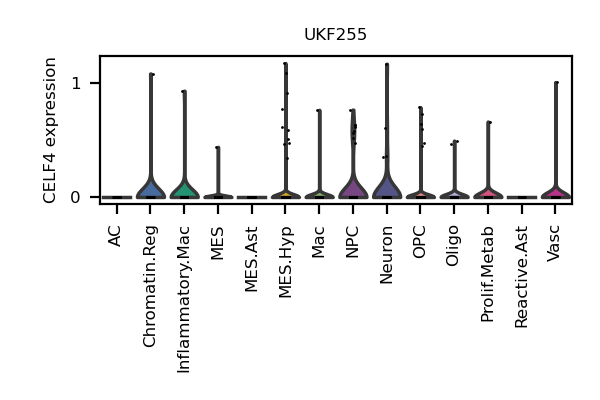 UKF255
CELF4 expression
1
0
AC
Chromatin.Reg
Inflammatory.Mac
MES
MES.Ast
MES.Hyp
Mac
NPC
Neuron
OPC
Oligo
Prolif.Metab
Reactive.Ast
Vasc